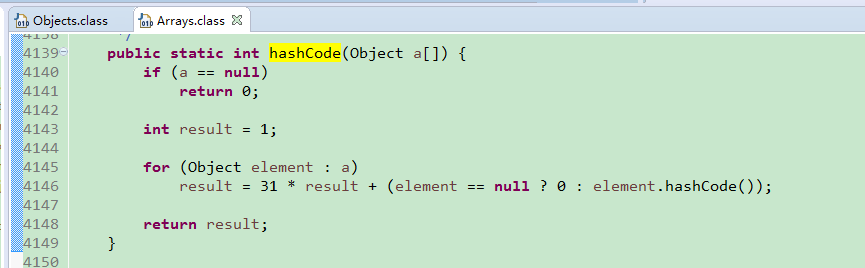 Objects.class
Arrays.class
4138 */
4139 public static int hashCode(Object a[]) {
4140 if (a == null)
4141 return 0;
4142
4143 int result = 1;
4144
4145 for (Object element : a)
4146 result = 31 * result + (element == null ? 0 : element.hashCode());
4147
4148 return result;
4149 }
4150